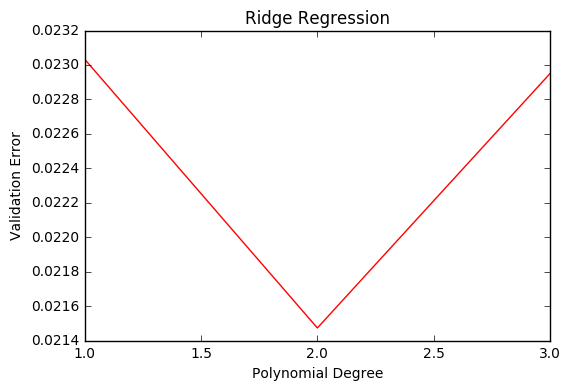 Ridge Regression
0.0232
0.0230
0.0228
0.0226
0.0224
0.0222
0.0220
0.0218
0.0216
0.0214
Validation Error
1.0 1.5 2.0 2.5 3.0
Polynomial Degree